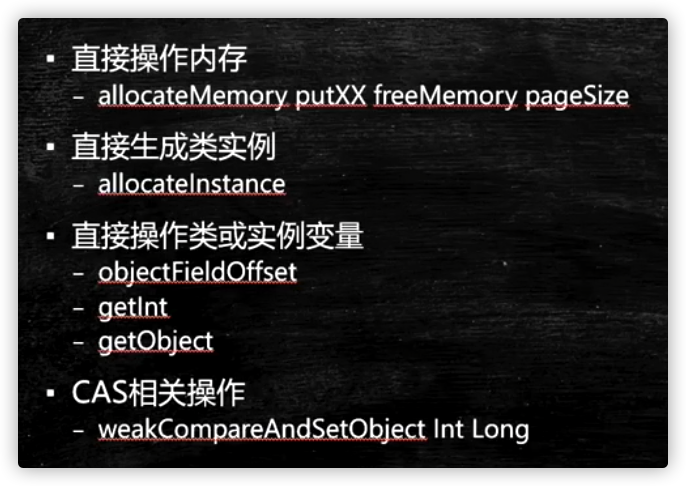 ▪ 直接操作内存
– allocateMemory putXX freeMemory pageSize
▪ 直接生成类实例
– allocateInstance
▪ 直接操作类或实例变量
– objectFieldOffset
– getInt
– getObject
▪ CAS相关操作
– weakCompareAndSetObject Int Long